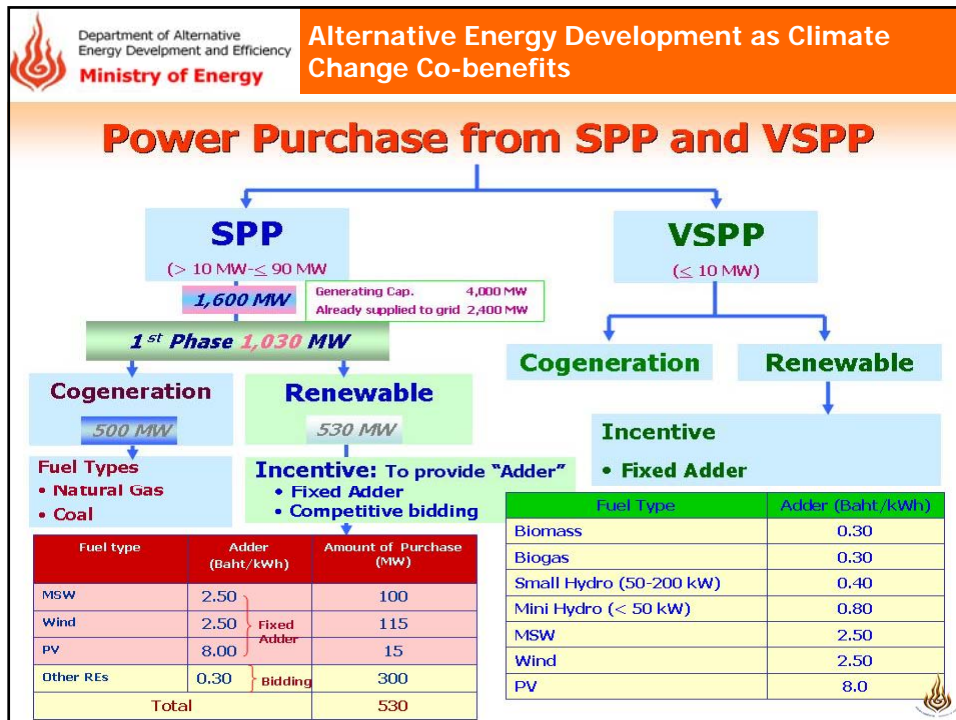 Department of Alternative
Energy Develpment and Efficiency
Ministry of Energy
Alternative Energy Development as Climate
Change Co-benefits
Power Purchase from SPP and VSPP
SPP
(> 10 MW-≤ 90 MW
1,600 MW
Generating Cap. 4,000 MW
Already supplied to grid 2,400 MW
1st Phase 1,030 MW
Cogeneration
500 MW
Fuel Types
• Natural Gas
• Coal
Renewable
530 MW
Incentive: To provide “Adder”
• Fixed Adder
• Competitive bidding
Fuel type Adder (Baht/kWh) Amount of Purchase (MW)
MSW 2.50 100
Wind 2.50 115
PV 8.00 15
Fixed
Adder
Other REs 0.30 Bidding 300
Total 530
VSPP
(≤ 10 MW)
Cogeneration
Renewable
Incentive
• Fixed Adder
Fuel Type Adder (Baht/kWh)
Biomass 0.30
Biogas 0.30
Small Hydro (50-200 kW) 0.40
Mini Hydro (< 50 kW) 0.80
MSW 2.50
Wind 2.50
PV 8.0